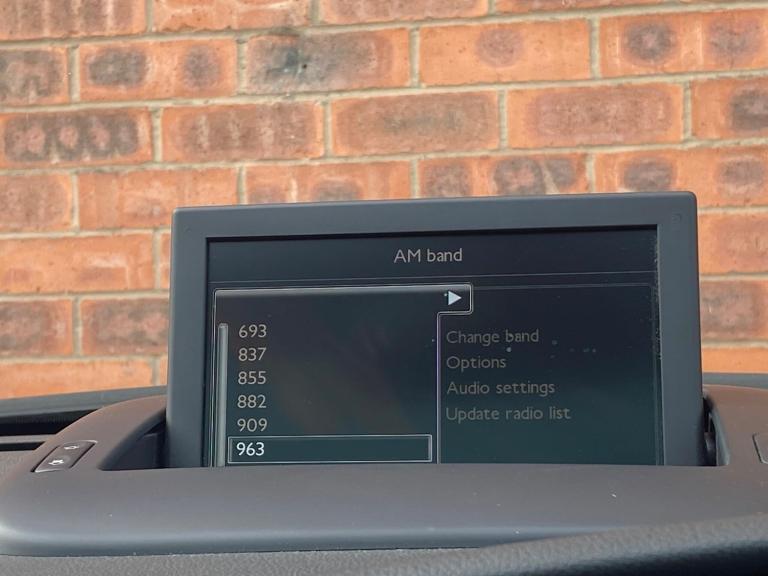 AM band
693
837
855
882
909
963
Change band
Options
Audio settings
Update radio list